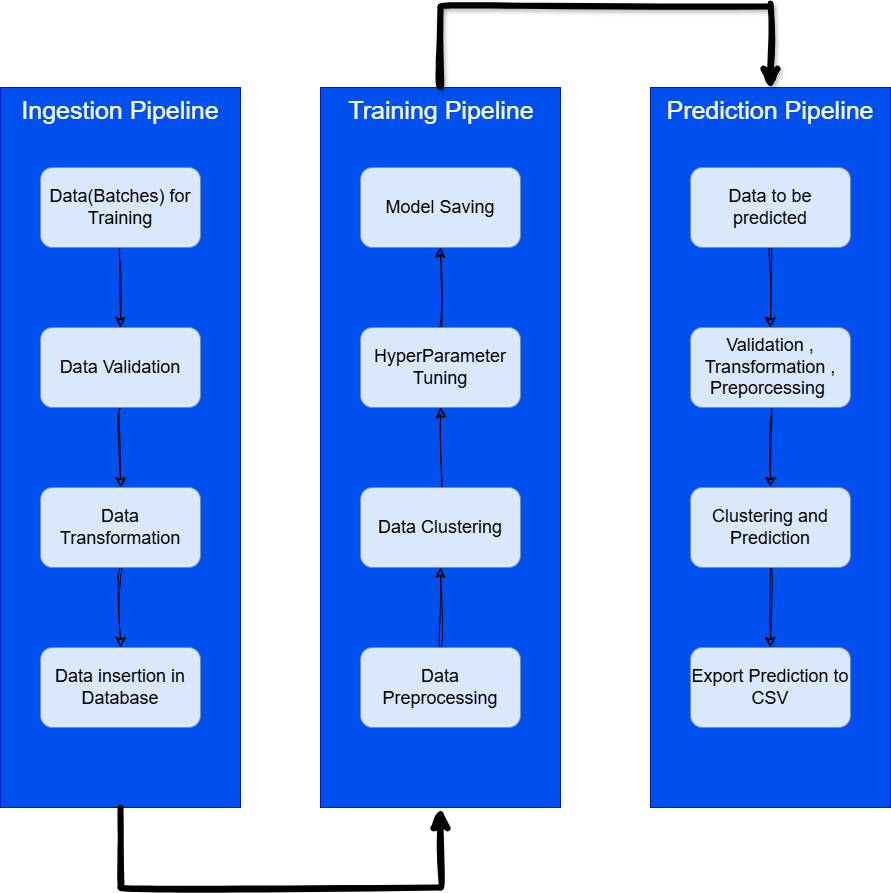 Ingestion Pipeline
Data(Batches) for
Training
Data Validation
Data
Transformation
Data insertion in
Database
Training Pipeline
Model Saving
HyperParameter
Tuning
Data Clustering
Data
Preprocessing
Prediction Pipeline
Data to be
predicted
Validation ,
Transformation ,
Preporcessing
Clustering and
Prediction
Export Prediction to
CSV